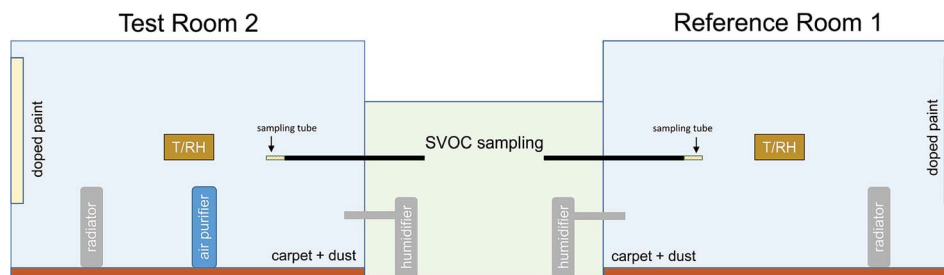 Test Room 2
Reference Room 1
doped paint
T/RH
sampling tube
SVOC sampling
sampling tube
T/RH
doped paint
radiator
air purifier
humidifier
humidifier
radiator
carpet + dust
carpet + dust